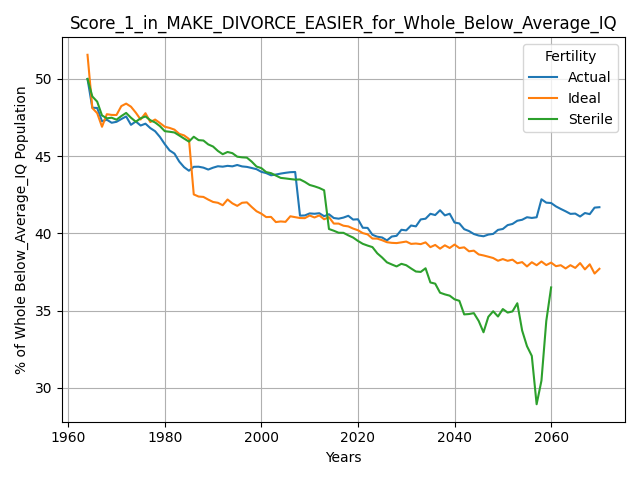 Score_1_in_MAKE_DIVORCE_EASIER_for_Whole_Below_Average_IQ
% of Whole Below_Average_IQ Population
50
45
40
35
30
Fertility
Actual
Ideal
Sterile
1960
1980
2000
2020
2040
2060
Years